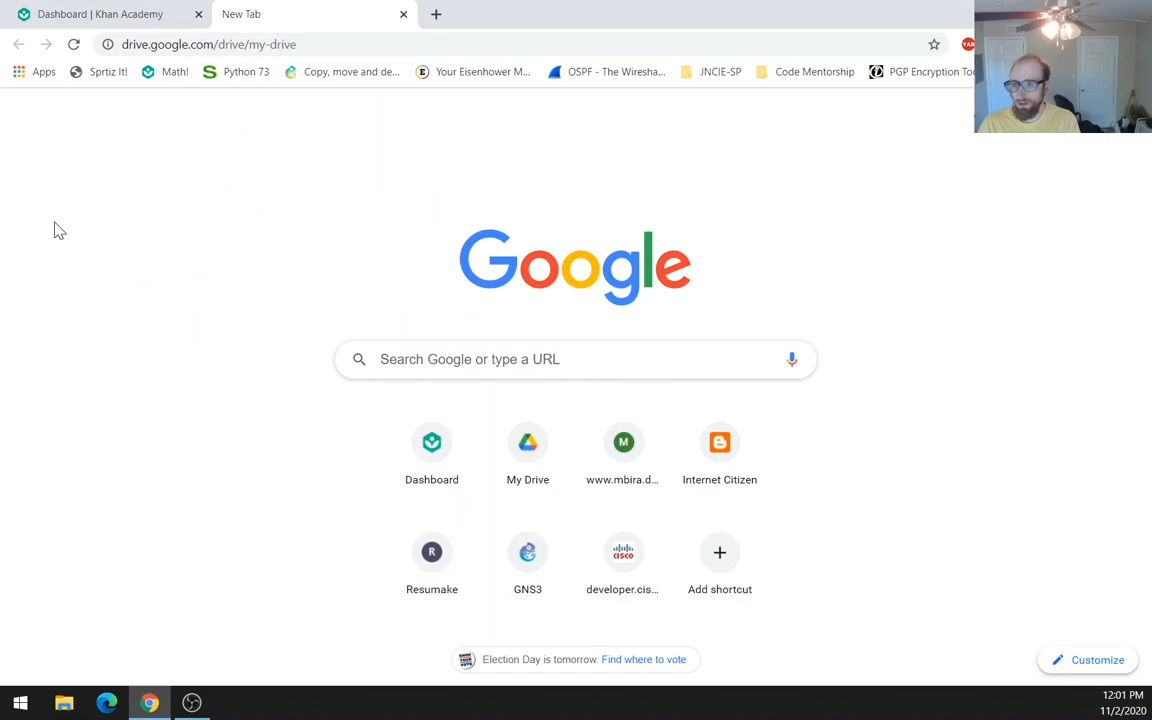 Dashboard | Khan Academy
New Tab
drive.google.com/drive/my-drive
Apps
Sprtiz It!
Math!
Python 73
Copy, move and de...
Your Eisenhower M...
OSPF - The Wiresha...
JNCIE-SP
Code Mentorship
PGP Encryption Too
Google
Search Google or type a URL
M
Dashboard
My Drive
www.mbira.d...
Internet Citizen
R
cisco
Resumake
GNS3
developer.cis...
Add shortcut
Election Day is tomorrow. Find where to vote
Customize
12:01 PM
11/2/2020